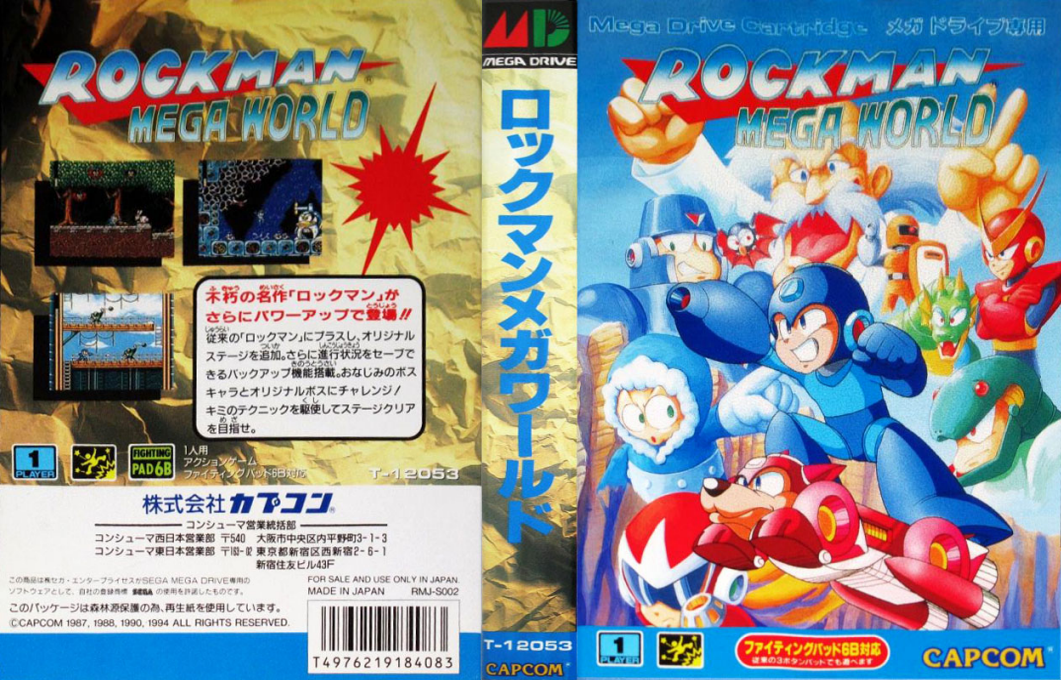 ROCKMAN
MEGA WORLD
不朽の名作「ロックマン」が
さらにパワーアップで登場!!
従来の「ロックマン」にプラスし、オリジナル
ステージを追加。さらに進行状況をセーブで
きるバックアップ機能搭載。おなじみのボス
キャラとオリジナルボスにチャレンジ!
キミのテクニックを駆使してステージクリア
を目指せ。
1
PLAYER
FIGHTING
PAD 6B
1人用
アクションゲーム
ファイティングパッド6B対応
T-12053
株式会社カプコン®
コンシューマ営業統括部
コンシューマ西日本営業部 〒540 大阪市中央区内平野町3-1-3
コンシューマ東日本営業部 〒163-02 東京都新宿区西新宿2-6-1
新宿住友ビル43F
この商品は㈱セガ・エンタープライゼスがSEGA MEGA DRIVE専用の
ソフトウェアとして、自社の登録商標 SEGA の使用を許諾したものです。
FOR SALE AND USE ONLY IN JAPAN.
MADE IN JAPAN RMJ-S002
このパッケージは森林源保護の為、再生紙を使用しています。
©CAPCOM 1987, 1988, 1990, 1994 ALL RIGHTS RESERVED.
T4976219184083
MD
MEGA DRIVE
ロックマンメガワールド
T-12053
CAPCOM®
Mega Drive Cartridge メガドライブ専用
ROCKMAN
MEGA WORLD
1
PLAYER
ファイティングパッド6B対応
従来の3ボタンパッドでも遊べます
CAPCOM®